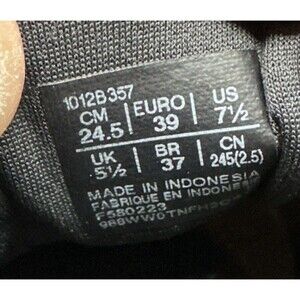 1012B357
CM EURO US
24.5 39 7½
UK BR CN
5½ 37 245(2.5)
MADE IN INDONESIA
FABRIQUE EN INDONESIE
F580223